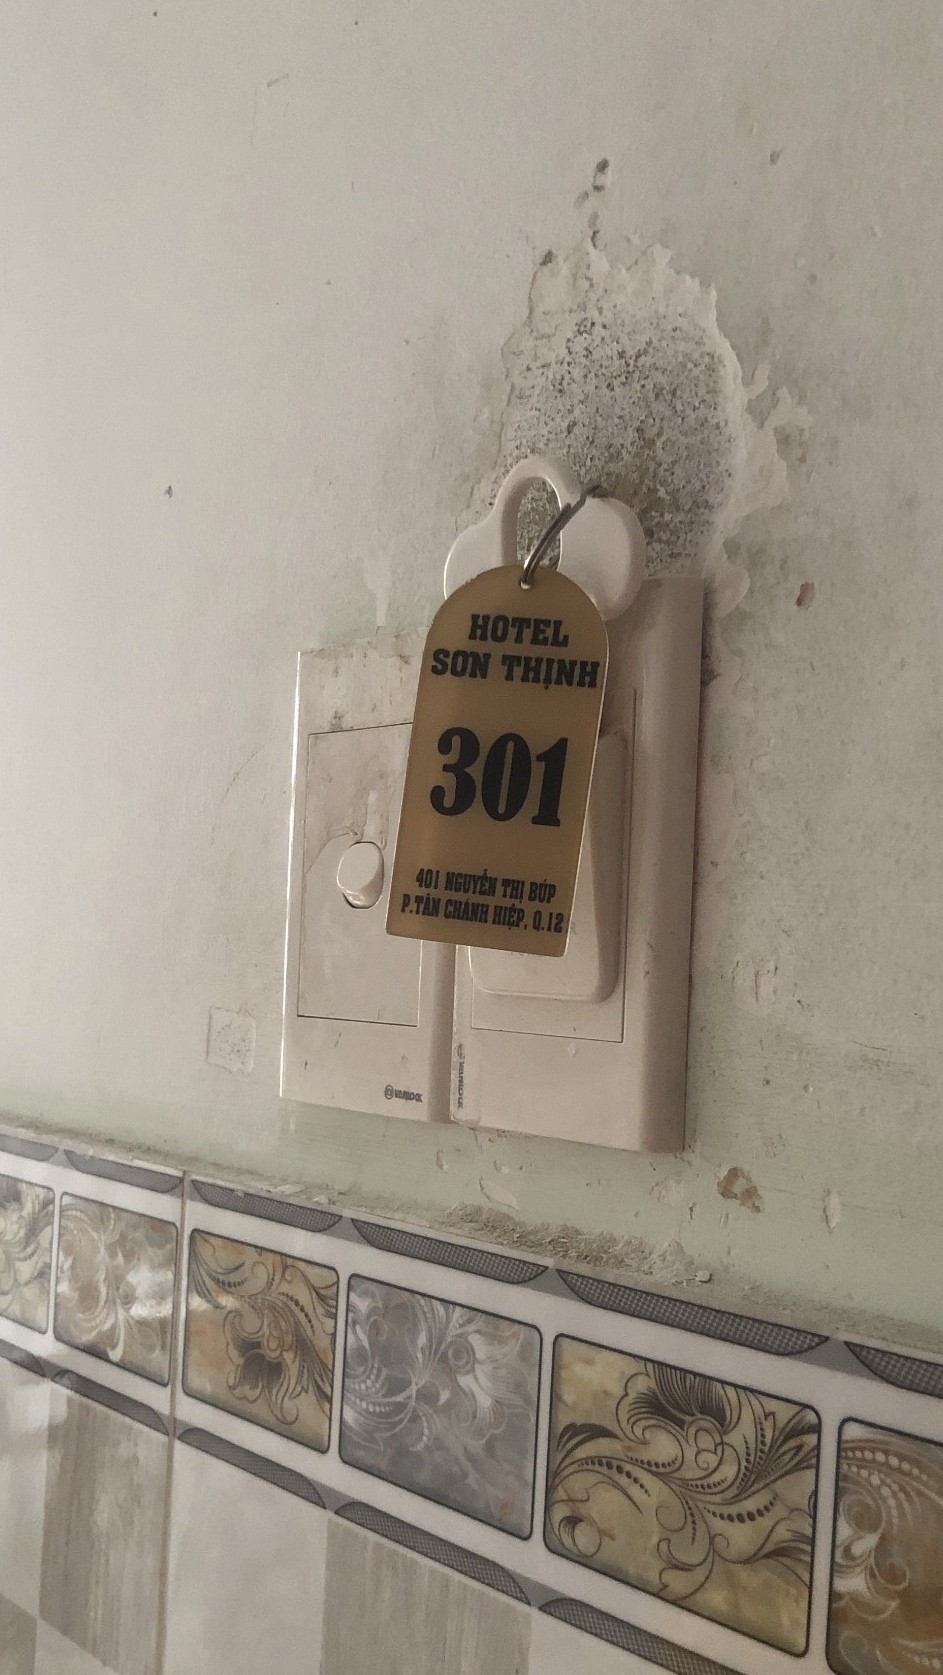 HOTEL
SƠN THỊNH
301
401 NGUYỄN THỊ BÚP
P.TÂN CHÁNH HIỆP, Q.12